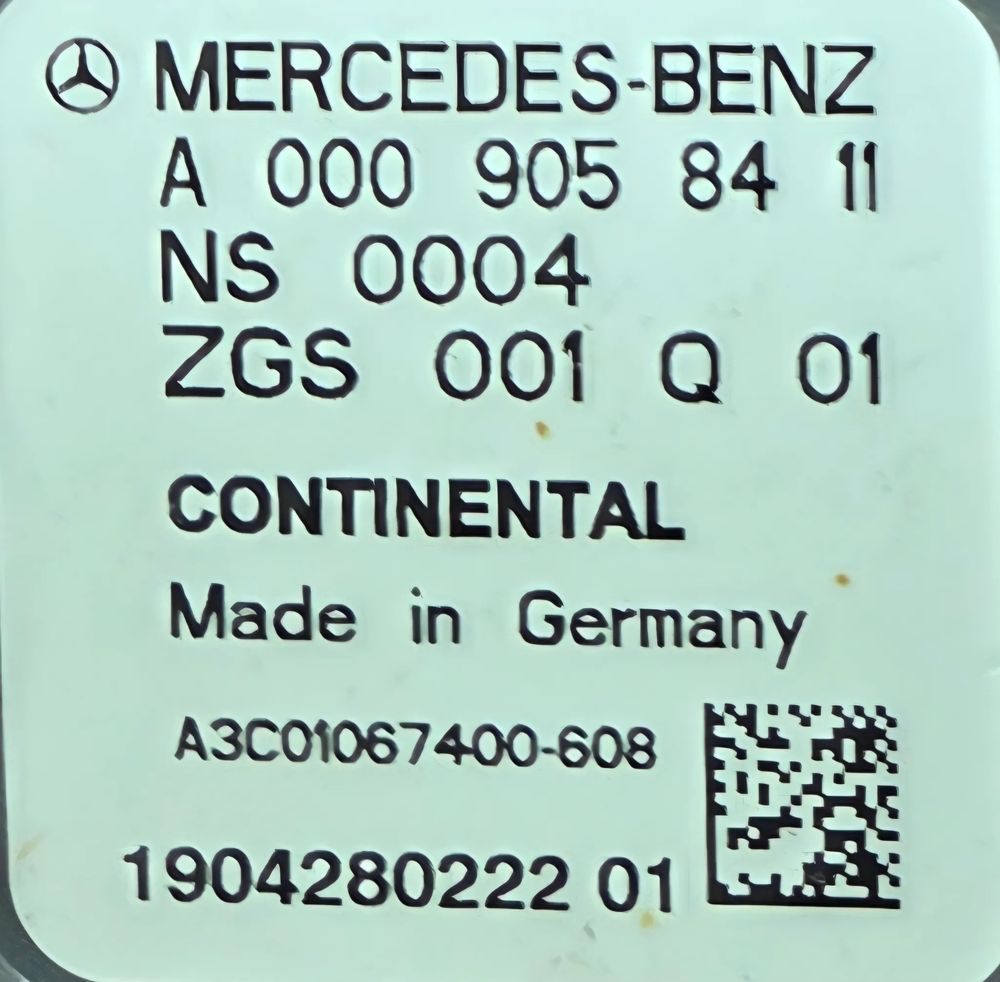 MERCEDES-BENZ
A 000 905 84 11
NS 0004
ZGS 001 Q 01
CONTINENTAL
Made in Germany
A3C01067400-608
1904280222 01